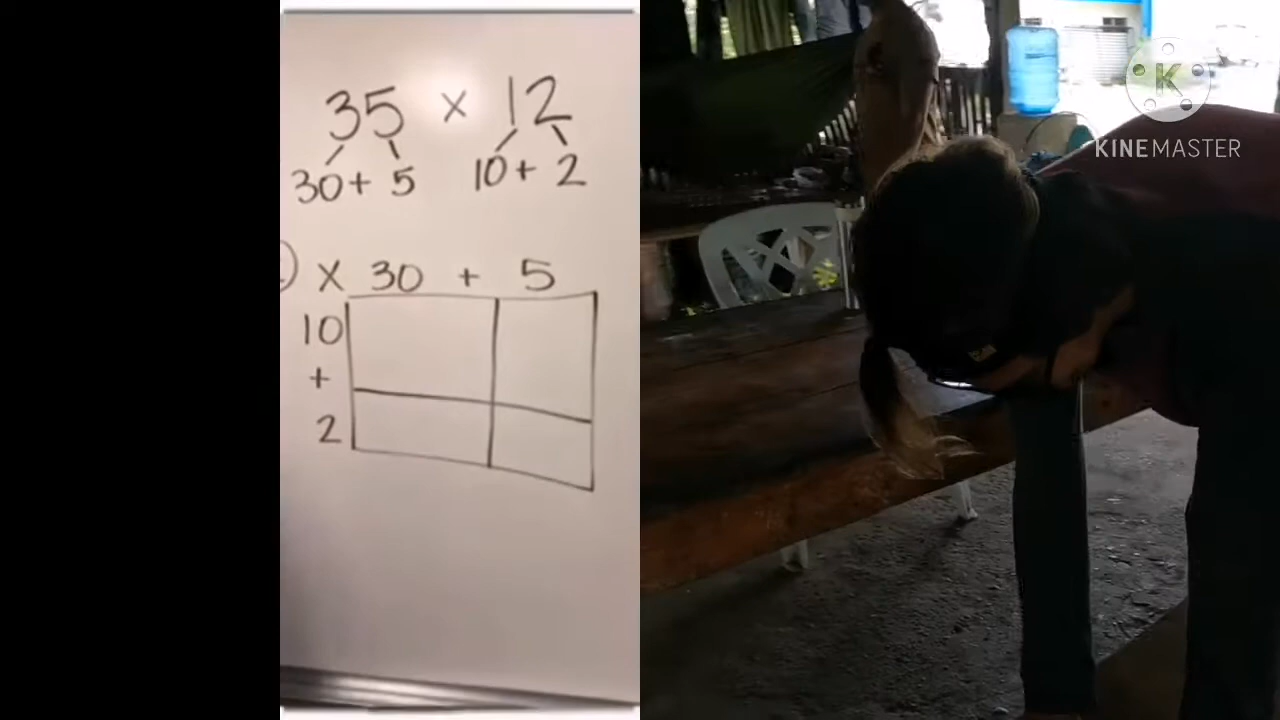 35 x 12
30 + 5 10 + 2
x 30 + 5
10
+
2
K
KINEMASTER